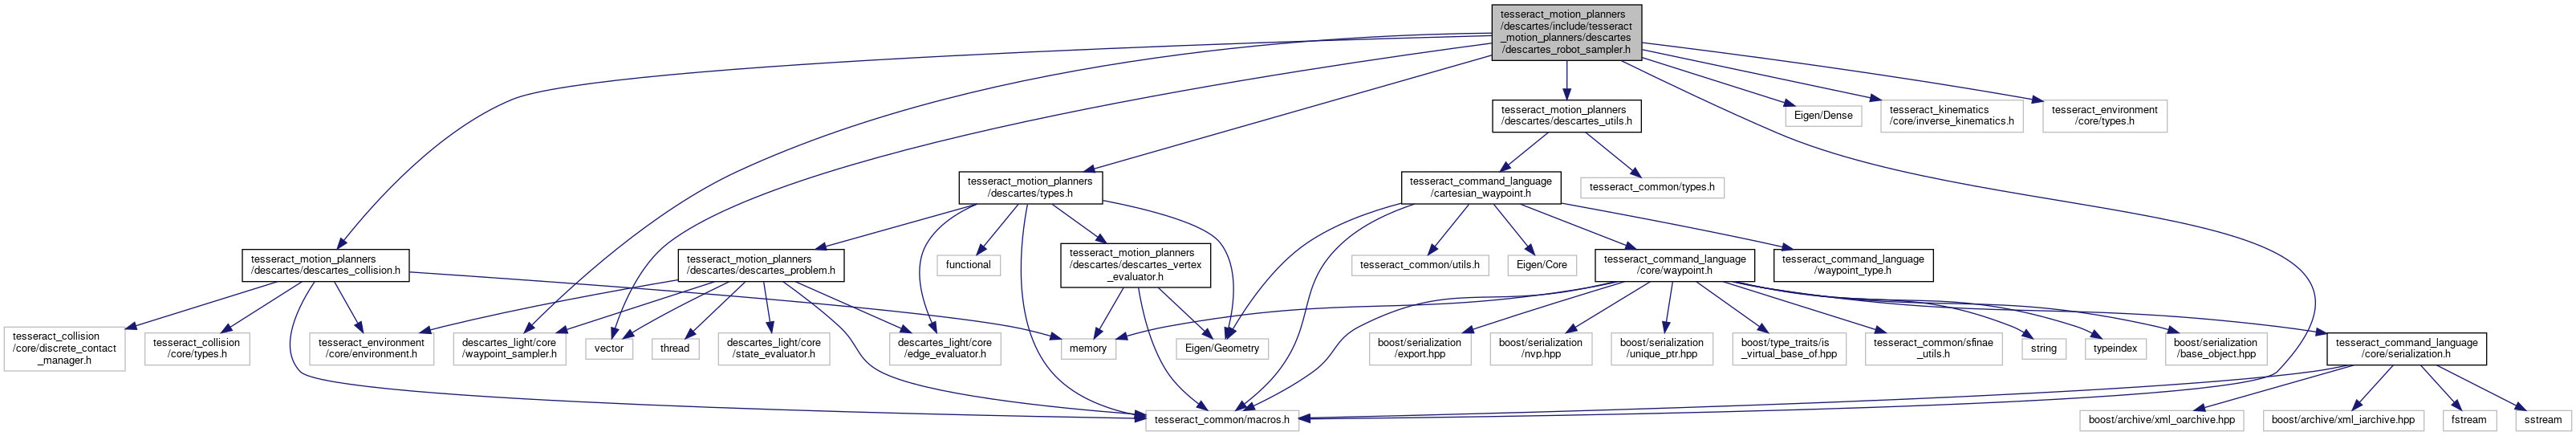 tesseract_motion_planners
/descartes/include/tesseract
_motion_planners/descartes
/descartes_robot_sampler.h
tesseract_motion_planners
/descartes/descartes_utils.h
Eigen/Dense
tesseract_kinematics
/core/inverse_kinematics.h
tesseract_environment
/core/types.h
tesseract_motion_planners
/descartes/types.h
tesseract_command_language
/cartesian_waypoint.h
tesseract_common/types.h
tesseract_motion_planners
/descartes/descartes_collision.h
tesseract_motion_planners
/descartes/descartes_problem.h
functional
tesseract_motion_planners
/descartes/descartes_vertex
_evaluator.h
tesseract_common/utils.h
Eigen/Core
tesseract_command_language
/core/waypoint.h
tesseract_command_language
/waypoint_type.h
tesseract_collision
/core/discrete_contact
_manager.h
tesseract_collision
/core/types.h
tesseract_environment
/core/environment.h
descartes_light/core
/waypoint_sampler.h
vector
thread
descartes_light/core
/state_evaluator.h
descartes_light/core
/edge_evaluator.h
memory
Eigen/Geometry
boost/serialization
/export.hpp
boost/serialization
/nvp.hpp
boost/serialization
/unique_ptr.hpp
boost/type_traits/is
_virtual_base_of.hpp
tesseract_common/sfinae
_utils.h
string
typeindex
boost/serialization
/base_object.hpp
tesseract_command_language
/core/serialization.h
tesseract_common/macros.h
boost/archive/xml_oarchive.hpp
boost/archive/xml_iarchive.hpp
fstream
sstream